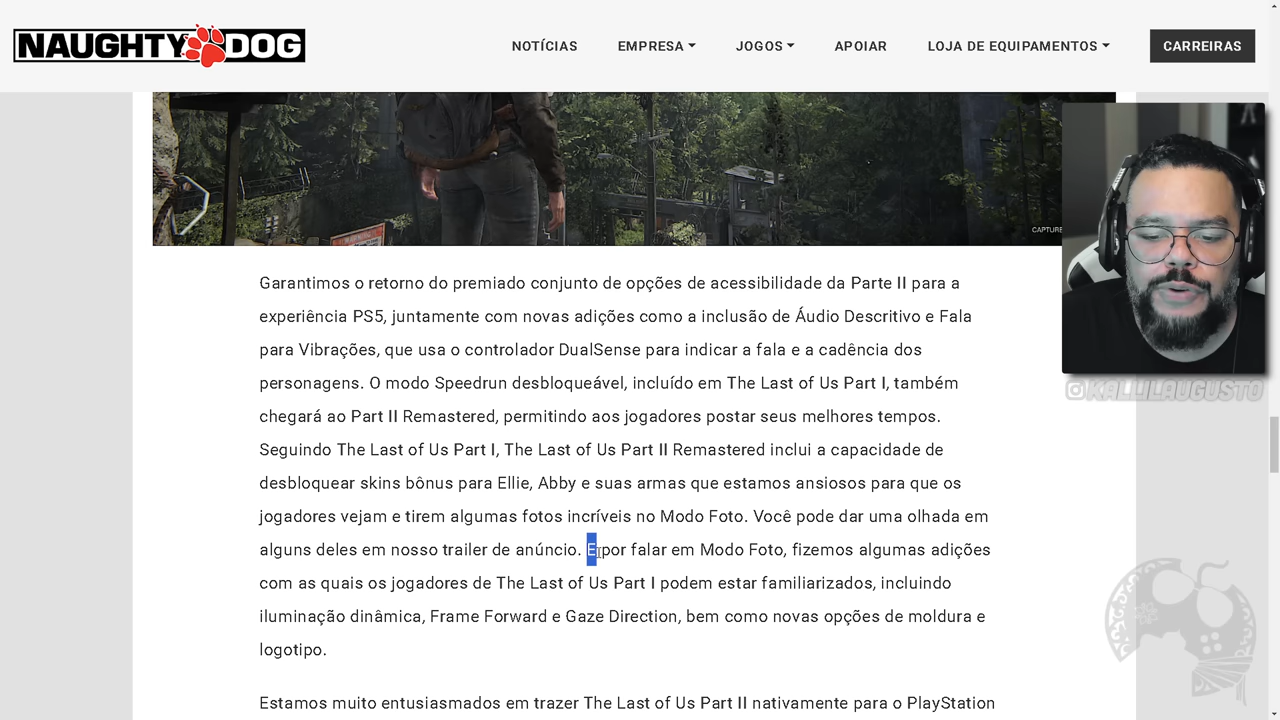 NAUGHTY DOG
NOTÍCIAS EMPRESA JOGOS APOIAR LOJA DE EQUIPAMENTOS CARREIRAS
CAPTURE
Garantimos o retorno do premiado conjunto de opções de acessibilidade da Parte II para a
experiência PS5, juntamente com novas adições como a inclusão de Áudio Descritivo e Fala
para Vibrações, que usa o controlador DualSense para indicar a fala e a cadência dos
personagens. O modo Speedrun desbloqueável, incluído em The Last of Us Part I, também
chegará ao Part II Remastered, permitindo aos jogadores postar seus melhores tempos.
Seguindo The Last of Us Part I, The Last of Us Part II Remastered inclui a capacidade de
desbloquear skins bônus para Ellie, Abby e suas armas que estamos ansiosos para que os
jogadores vejam e tirem algumas fotos incríveis no Modo Foto. Você pode dar uma olhada em
alguns deles em nosso trailer de anúncio. E por falar em Modo Foto, fizemos algumas adições
com as quais os jogadores de The Last of Us Part I podem estar familiarizados, incluindo
iluminação dinâmica, Frame Forward e Gaze Direction, bem como novas opções de moldura e
logotipo.
Estamos muito entusiasmados em trazer The Last of Us Part II nativamente para o PlayStation
KALLILAUGUSTO